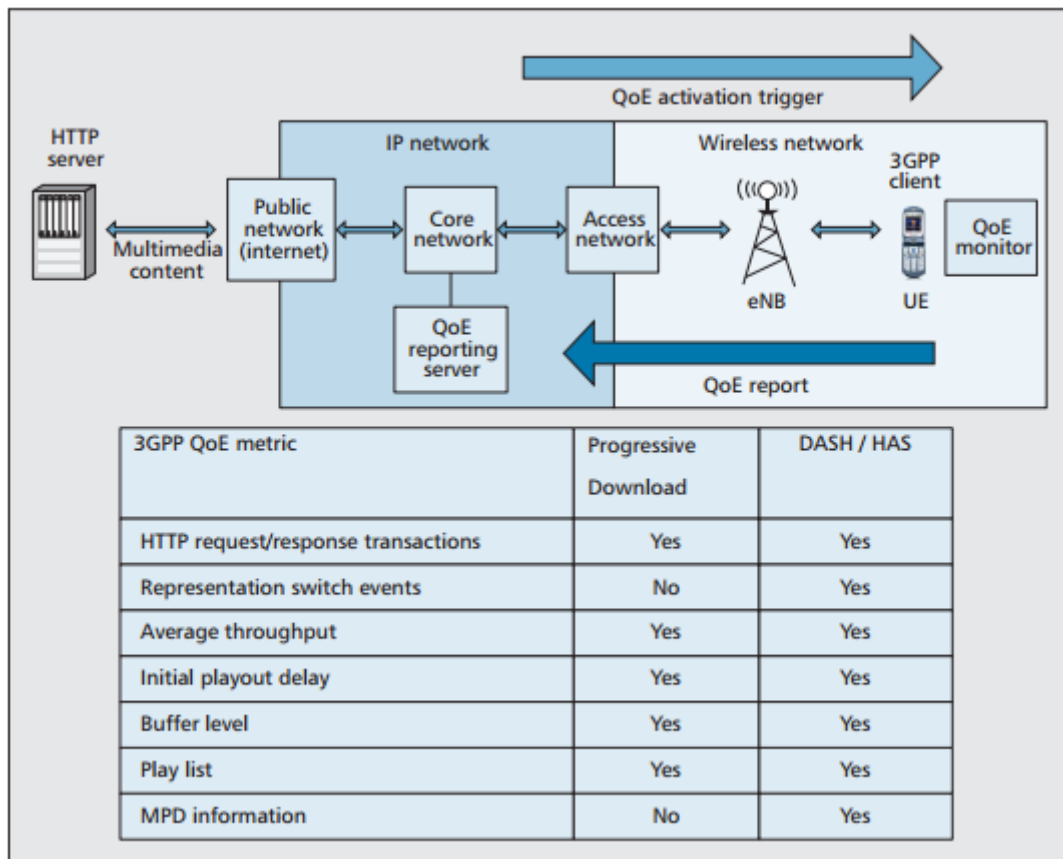 QoE activation trigger
HTTP
server
IP network
Wireless network
3GPP
client
Public
network
(internet)
Core
network
Access
network
QoE
monitor
Multimedia
content
eNB
UE
QoE
reporting
server
QoE report
3GPP QoE metric
Progressive
Download
DASH / HAS
HTTP request/response transactions Yes Yes
Representation switch events No Yes
Average throughput Yes Yes
Initial playout delay Yes Yes
Buffer level Yes Yes
Play list Yes Yes
MPD information No Yes